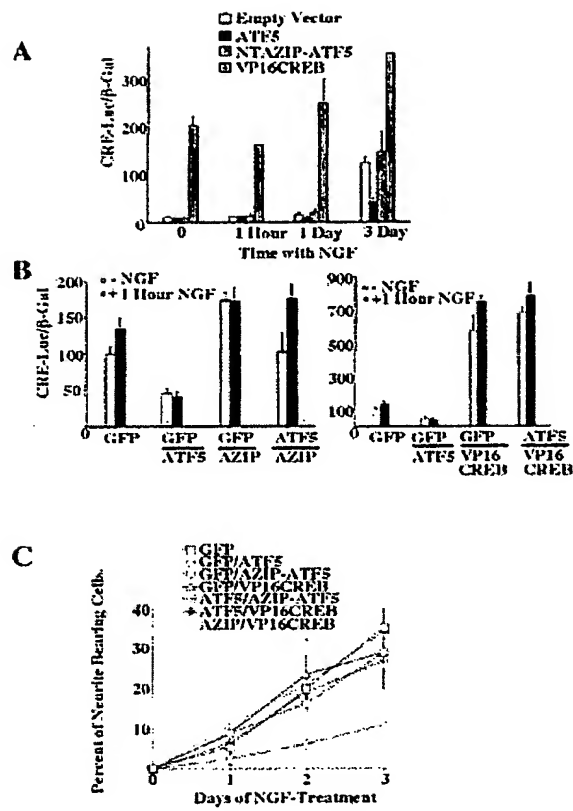 A
Empty Vector
ATF5
NTAZIP-ATF5
VP16CREB
CRE-Luc/β-Gal
300
200
100
0
0 1 Hour 1 Day 3 Day
Time with NGF
B
- NGF
+1 Hour NGF
CRE-Luc/β-Gal
200
150
100
50
0
GFP GFP GFP ATF5
ATF5 AZIP AZIP
- NGF
+1 Hour NGF
900
700
500
300
100
0
GFP GFP GFP ATF5
ATF5 VP16 VP16
CREB CREB
C
GFP
GFP/ATF5
GFP/AZIP-ATF5
GFP/VP16CREB
ATF5/AZIP-ATF5
ATF5/VP16CREB
AZIP/VP16CREB
Percent of Neurite Bearing Cells.
40
30
20
10
0 1 2 3
Days of NGF-Treatment